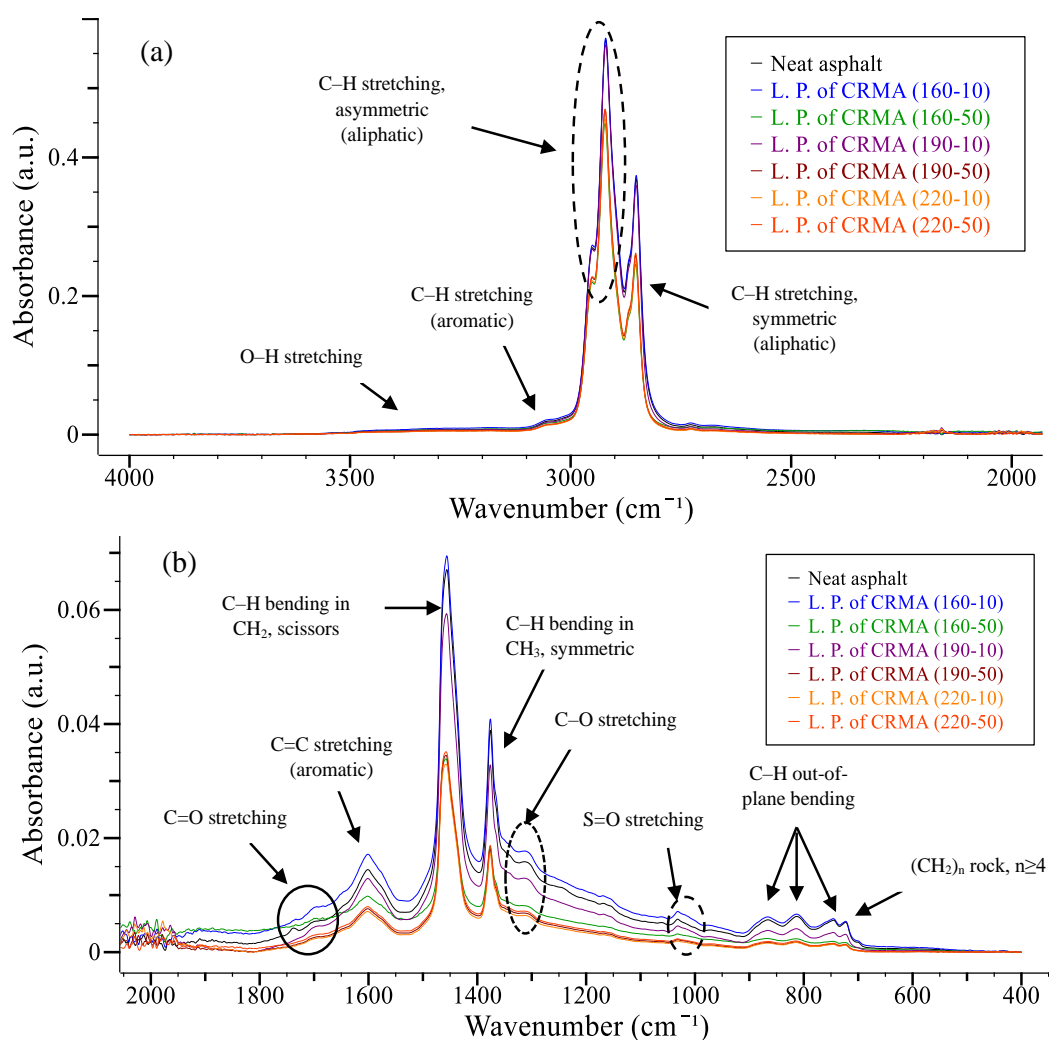 (a)
C–H stretching,
asymmetric
(aliphatic)
– Neat asphalt
– L. P. of CRMA (160-10)
– L. P. of CRMA (160-50)
– L. P. of CRMA (190-10)
– L. P. of CRMA (190-50)
– L. P. of CRMA (220-10)
– L. P. of CRMA (220-50)
0.4
0.2
0
Absorbance (a.u.)
C–H stretching
(aromatic)
C–H stretching,
symmetric
(aliphatic)
O–H stretching
4000 3500 3000 2500 2000
Wavenumber (cm⁻¹)
(b)
– Neat asphalt
– L. P. of CRMA (160-10)
– L. P. of CRMA (160-50)
– L. P. of CRMA (190-10)
– L. P. of CRMA (190-50)
– L. P. of CRMA (220-10)
– L. P. of CRMA (220-50)
0.06
0.04
0.02
0
Absorbance (a.u.)
C–H bending in
CH₂, scissors
C–H bending in
CH₃, symmetric
C–O stretching
C=C stretching
(aromatic)
C–H out-of-
plane bending
C=O stretching
S=O stretching
(CH₂)ₙ rock, n≥4
2000 1800 1600 1400 1200 1000 800 600 400
Wavenumber (cm⁻¹)